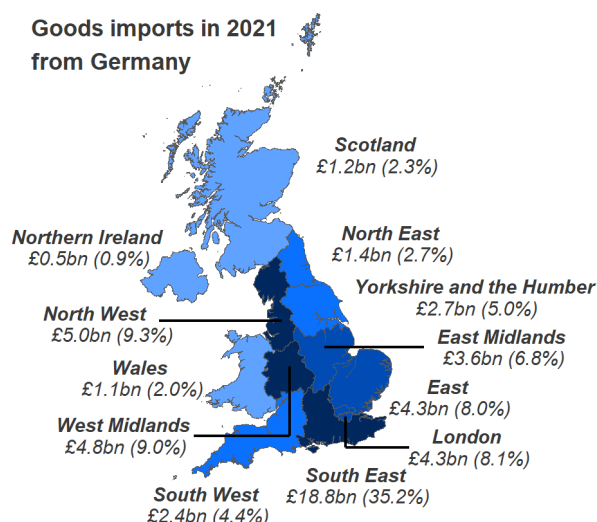 Goods imports in 2021
from Germany
Scotland
£1.2bn (2.3%)
Northern Ireland
£0.5bn (0.9%)
North East
£1.4bn (2.7%)
Yorkshire and the Humber
£2.7bn (5.0%)
North West
£5.0bn (9.3%)
East Midlands
£3.6bn (6.8%)
Wales
£1.1bn (2.0%)
East
£4.3bn (8.0%)
West Midlands
£4.8bn (9.0%)
London
£4.3bn (8.1%)
South East
£18.8bn (35.2%)
South West
£2.4bn (4.4%)